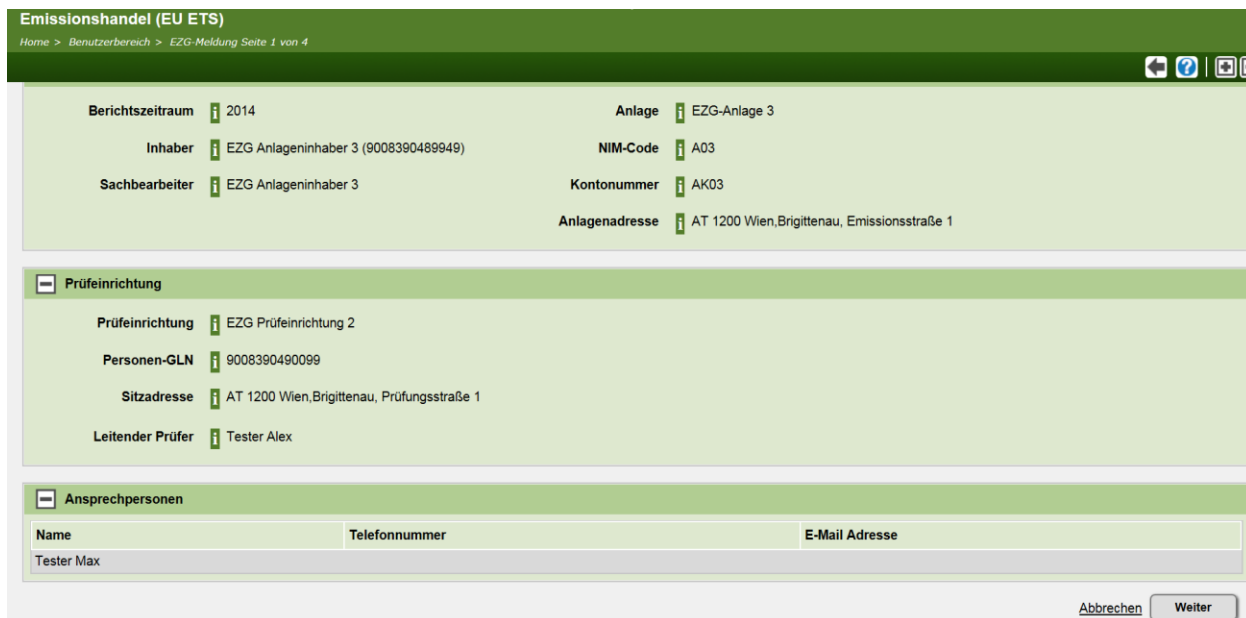 Emissionshandel (EU ETS)
Home > Benutzerbereich > EZG-Meldung Seite 1 von 4
Berichtszeitraum 2014 Anlage EZG-Anlage 3
Inhaber EZG Anlageninhaber 3 (9008390489949) NIM-Code A03
Sachbearbeiter EZG Anlageninhaber 3 Kontonummer AK03
Anlagenadresse AT 1200 Wien,Brigittenau, Emissionsstraße 1
Prüfeinrichtung
Prüfeinrichtung EZG Prüfeinrichtung 2
Personen-GLN 9008390490099
Sitzadresse AT 1200 Wien,Brigittenau, Prüfungsstraße 1
Leitender Prüfer Tester Alex
Ansprechpersonen
Name Telefonnummer E-Mail Adresse
Tester Max
Abbrechen Weiter